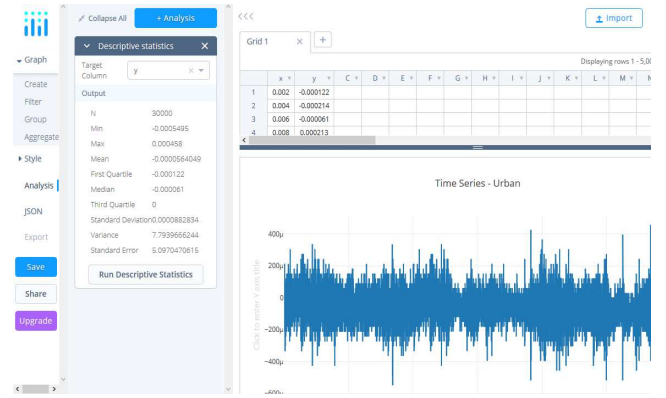 Collapse All
+ Analysis
<<<
Import
Descriptive statistics X
Grid 1 × +
Graph
Target Column y
Displaying rows 1 - 5,00
Create
Output
x y C D E F G H I J K L M N
Filter
N 30000
1 0.002 -0.000122
Group
Min -0.0005495
2 0.004 -0.000214
Aggregate
Max 0.000458
3 0.006 -0.000061
Style
Mean -0.0000564049
4 0.008 0.000213
Analysis
First Quartile -0.000122
Median -0.000061
JSON
Third Quartile 0
Standard Deviation 0.0000882834
Export
Variance 7.7939666244
Standard Error 5.0970470615
Save
Run Descriptive Statistics
Share
Upgrade
Time Series - Urban
Click to enter Y axis title
400μ
200μ
0
−200μ
−400μ
−600μ